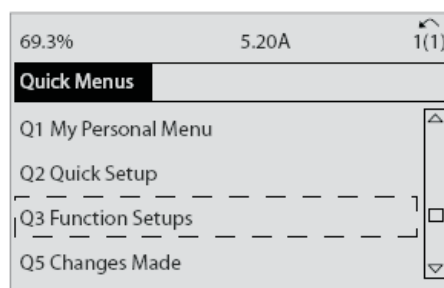 69.3% 5.20A 1(1)
Quick Menus
Q1 My Personal Menu
Q2 Quick Setup
Q3 Function Setups
Q5 Changes Made